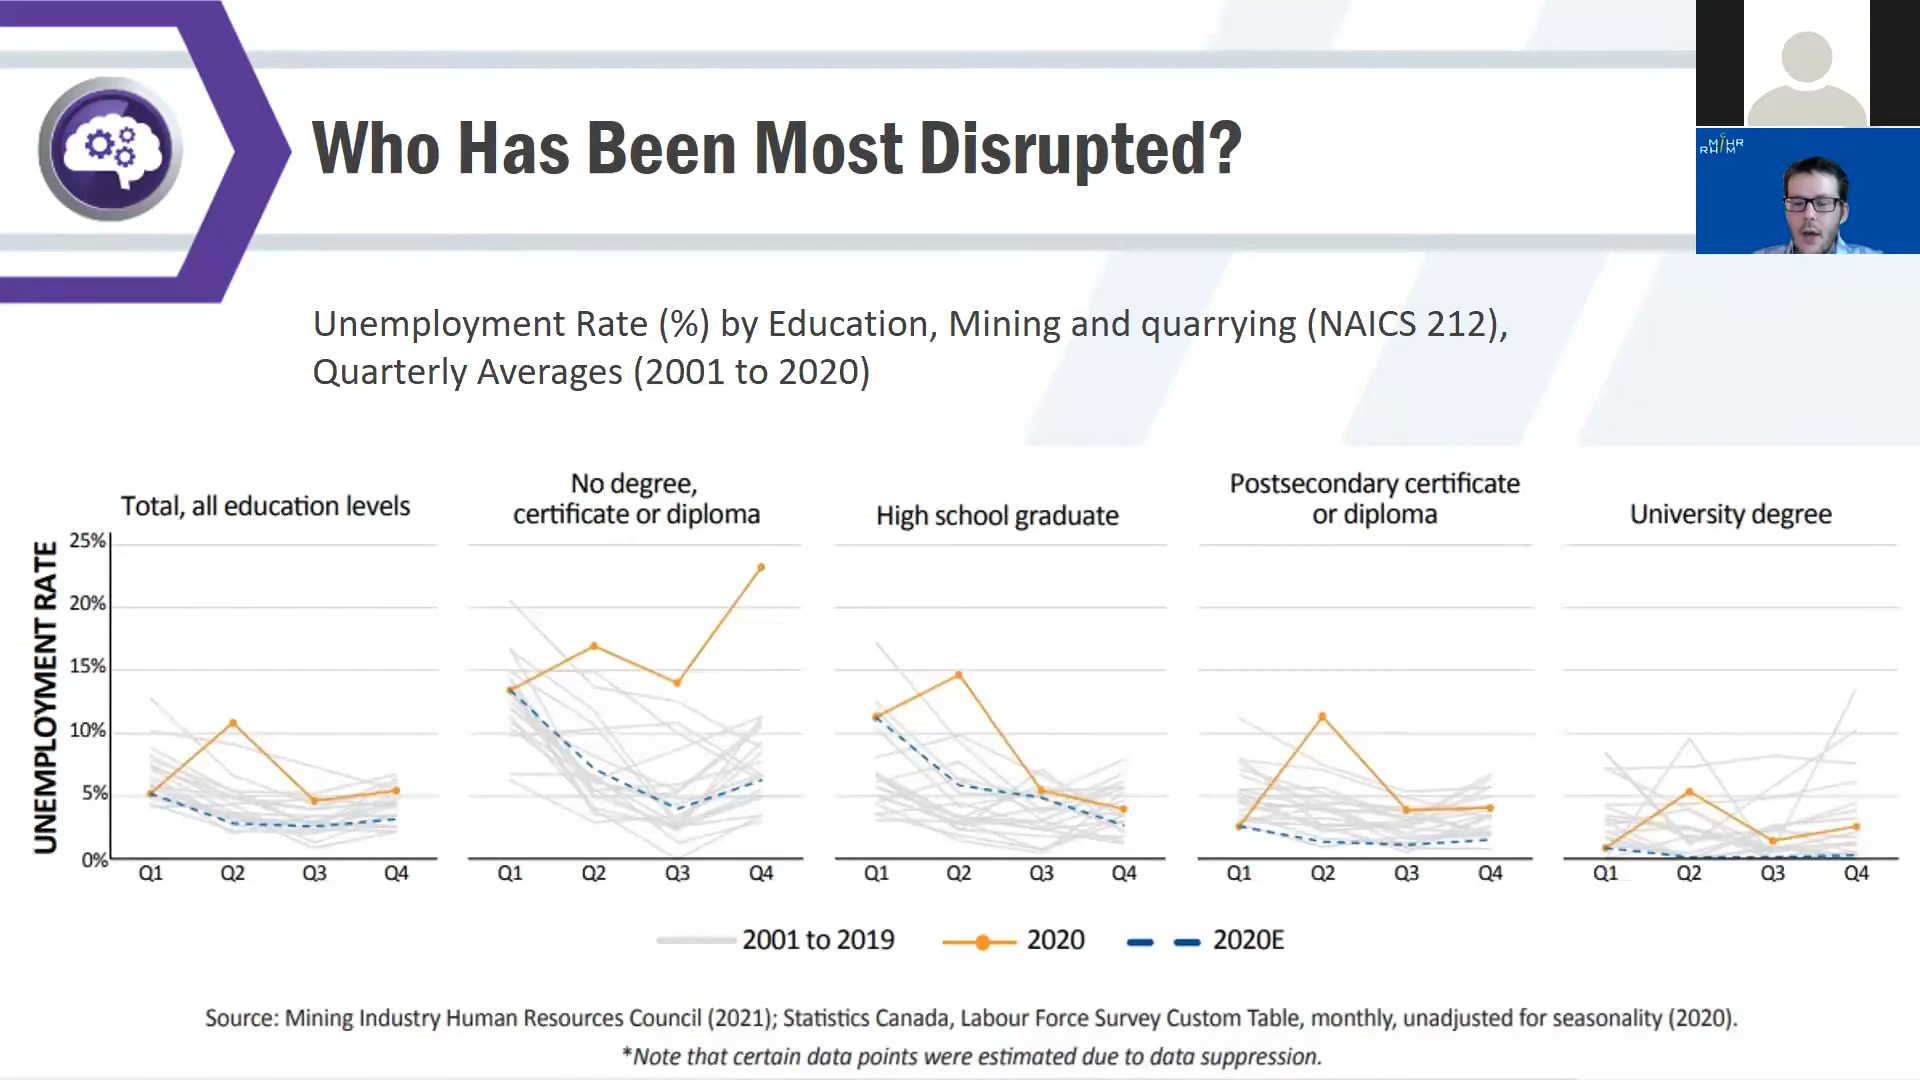 Who Has Been Most Disrupted?
MIHR
RHIM
Unemployment Rate (%) by Education, Mining and quarrying (NAICS 212),
Quarterly Averages (2001 to 2020)
UNEMPLOYMENT RATE
Total, all education levels
No degree,
certificate or diploma
High school graduate
Postsecondary certificate
or diploma
University degree
25%
20%
15%
10%
5%
0%
Q1 Q2 Q3 Q4
Q1 Q2 Q3 Q4
Q1 Q2 Q3 Q4
Q1 Q2 Q3 Q4
Q1 Q2 Q3 Q4
2001 to 2019 2020 2020E
Source: Mining Industry Human Resources Council (2021); Statistics Canada, Labour Force Survey Custom Table, monthly, unadjusted for seasonality (2020).
*Note that certain data points were estimated due to data suppression.